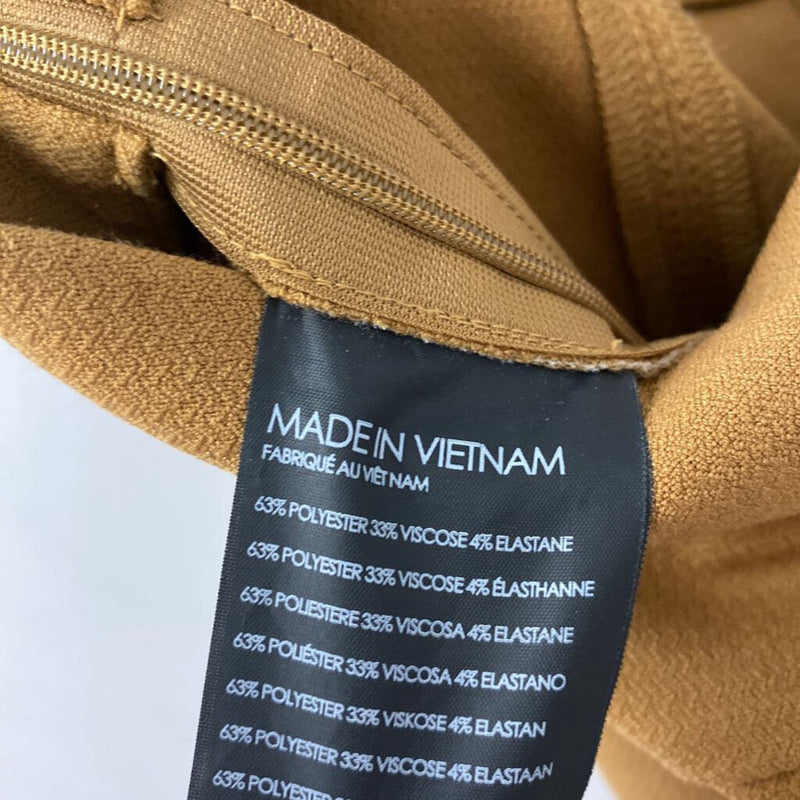 MADE IN VIETNAM
FABRIQUÉ AU VIÊT NAM
63% POLYESTER 33% VISCOSE 4% ELASTANE
63% POLYESTER 33% VISCOSE 4% ÉLASTHANNE
63% POLIESTERE 33% VISCOSA 4% ELASTANE
63% POLIÉSTER 33% VISCOSA 4% ELASTANO
63% POLYESTER 33% VISKOSE 4% ELASTAN
63% POLYESTER 33% VISCOSE 4% ELASTAAN
63% POLYESTER